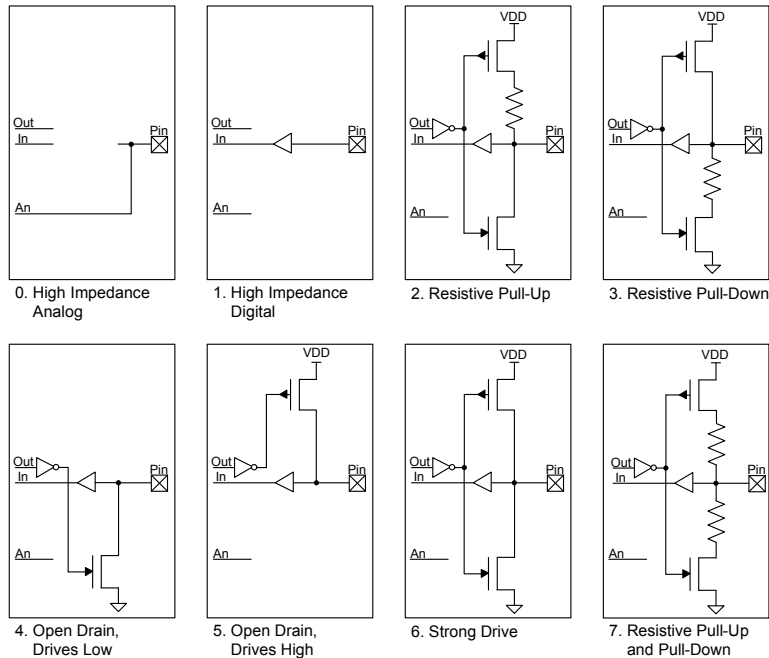 VDD
VDD
Out
In
Pin
An
Out
In
Pin
An
Out
In
Pin
An
Out
In
Pin
An
0. High Impedance
Analog
1. High Impedance
Digital
2. Resistive Pull-Up
3. Resistive Pull-Down
VDD
VDD
VDD
Out
In
Pin
An
Out
In
Pin
An
Out
In
Pin
An
Out
In
Pin
An
4. Open Drain,
Drives Low
5. Open Drain,
Drives High
6. Strong Drive
7. Resistive Pull-Up
and Pull-Down